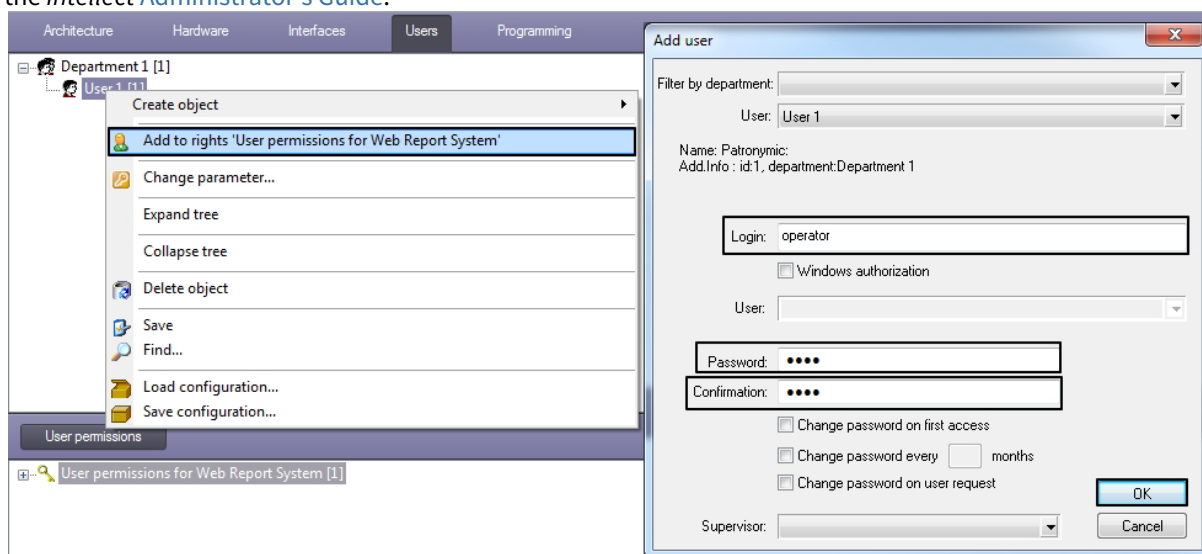 the Intellect Administrator's Guide.
Architecture Hardware Interfaces Users Programming
Department 1 [1]
User 1 [1]
Create object
Add to rights 'User permissions for Web Report System'
Change parameter...
Expand tree
Collapse tree
Delete object
Save
Find...
Load configuration...
Save configuration...
User permissions
User permissions for Web Report System [1]
Add user
Filter by department:
User: User 1
Name: Patronymic:
Add.Info : id:1, department:Department 1
Login: operator
Windows authorization
User:
Password: ••••
Confirmation: ••••
Change password on first access
Change password every months
Change password on user request
OK
Supervisor: Cancel